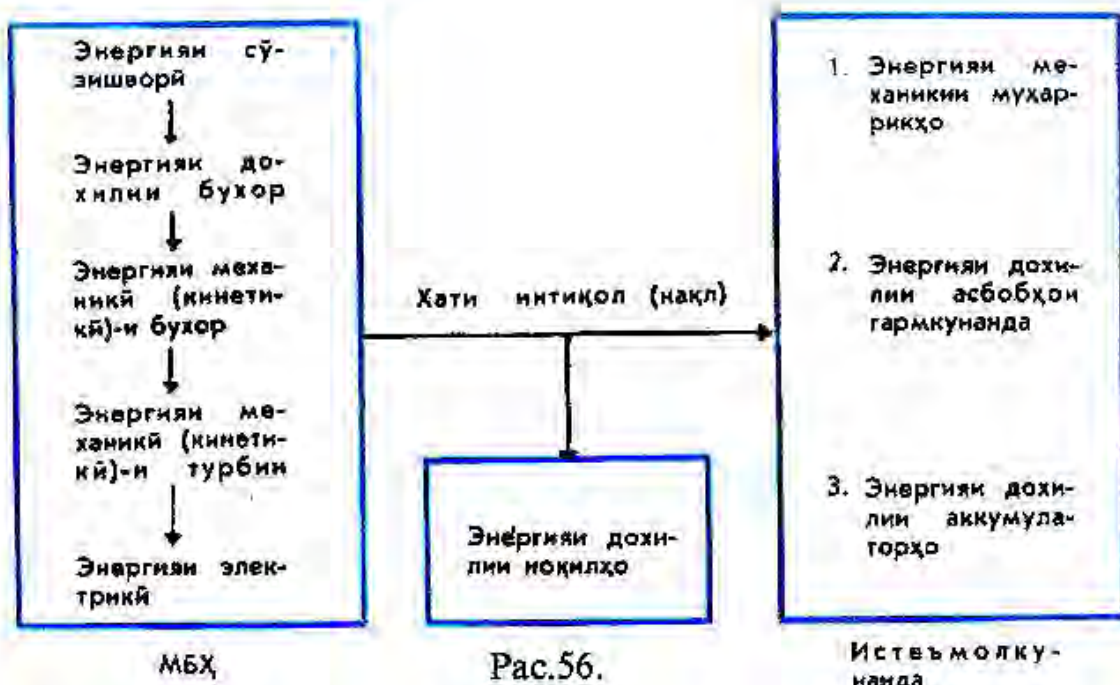 Энергияи сӯ-
зишворӣ
Энергияи до-
хилии бухор
Энергияи меха-
никӣ (кинети-
кӣ)-и бухор
Энергияи ме-
ханикӣ (кинети-
кӣ)-и турбин
Энергияи элек-
трикӣ
МБҲ
Хати интиқол (нақл)
Энергияи дохи-
лии ноқилҳо
Рас.56.
1. Энергияи ме-
ханикии муҳар-
рикҳо
2. Энергияи дохи-
лии асбобҳои
гармкунанда
3. Энергияи дохи-
лии аккумуля-
торҳо
Истеъмолку-
нанда